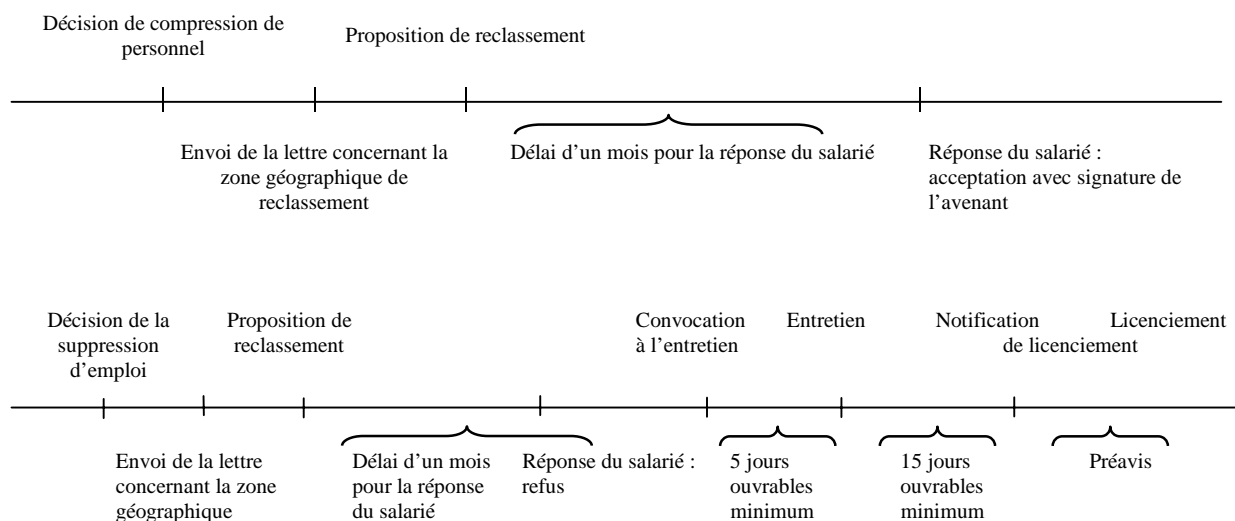 Décision de compression de
personnel
Proposition de reclassement
Envoi de la lettre concernant la
zone géographique de
reclassement
Délai d'un mois pour la réponse du salarié
Réponse du salarié :
acceptation avec signature de
l'avenant
Décision de la
suppression
d'emploi
Proposition de
reclassement
Convocation
à l'entretien
Entretien
Notification
de licenciement
Licenciement
Envoi de la lettre
concernant la zone
géographique
Délai d'un mois
pour la réponse
du salarié
Réponse du salarié :
refus
5 jours
ouvrables
minimum
15 jours
ouvrables
minimum
Préavis